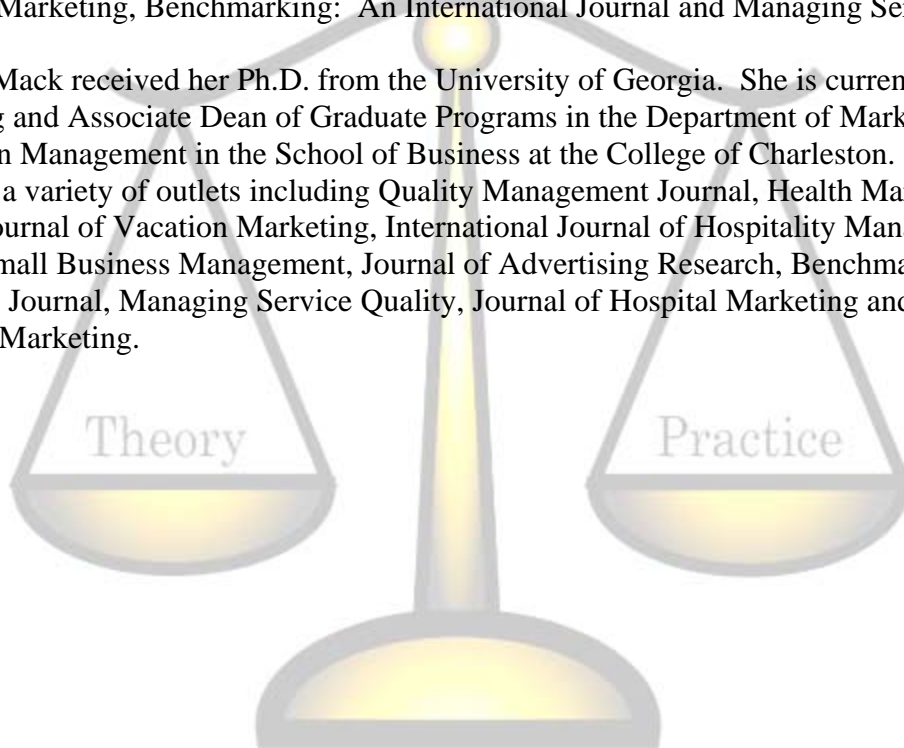 Marketing, Benchmarking: An International Journal and Managing Ser
Mack received her Ph.D. from the University of Georgia. She is curren
g and Associate Dean of Graduate Programs in the Department of Mark
n Management in the School of Business at the College of Charleston.
a variety of outlets including Quality Management Journal, Health Mar
ournal of Vacation Marketing, International Journal of Hospitality Mana
mall Business Management, Journal of Advertising Research, Benchma
Journal, Managing Service Quality, Journal of Hospital Marketing and
Marketing.
Theory Practice